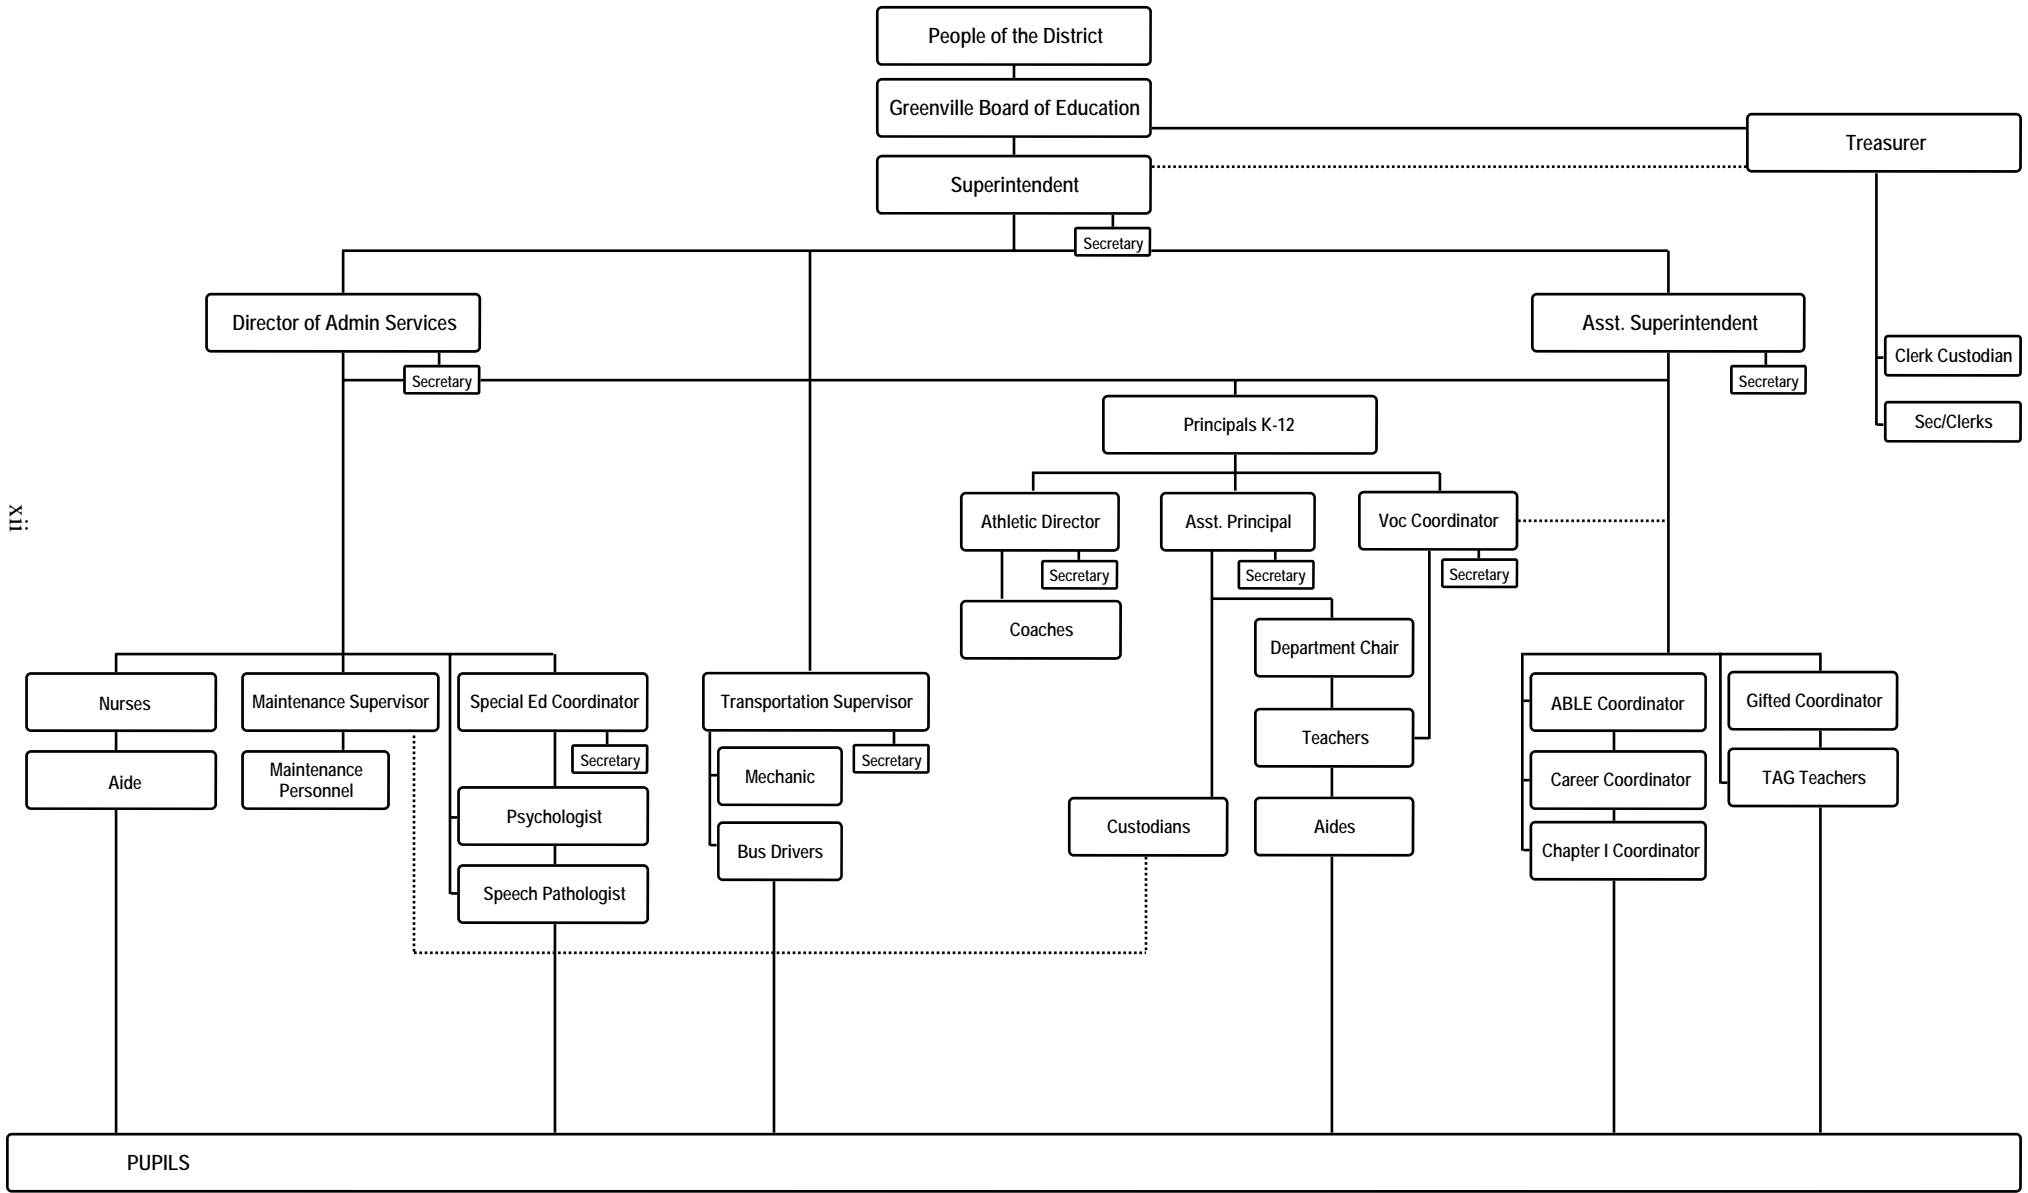 People of the District
Greenville Board of Education
Treasurer
Superintendent
Secretary
Director of Admin Services
Asst. Superintendent
Clerk Custodian
Secretary
Secretary
Principals K-12
Sec/Clerks
xii
Athletic Director
Asst. Principal
Voc Coordinator
Secretary
Secretary
Secretary
Coaches
Department Chair
Nurses
Maintenance Supervisor
Special Ed Coordinator
Transportation Supervisor
ABLE Coordinator
Gifted Coordinator
Teachers
Secretary
Secretary
Aide
Maintenance
Personnel
Mechanic
Career Coordinator
TAG Teachers
Psychologist
Custodians
Aides
Bus Drivers
Chapter I Coordinator
Speech Pathologist
PUPILS